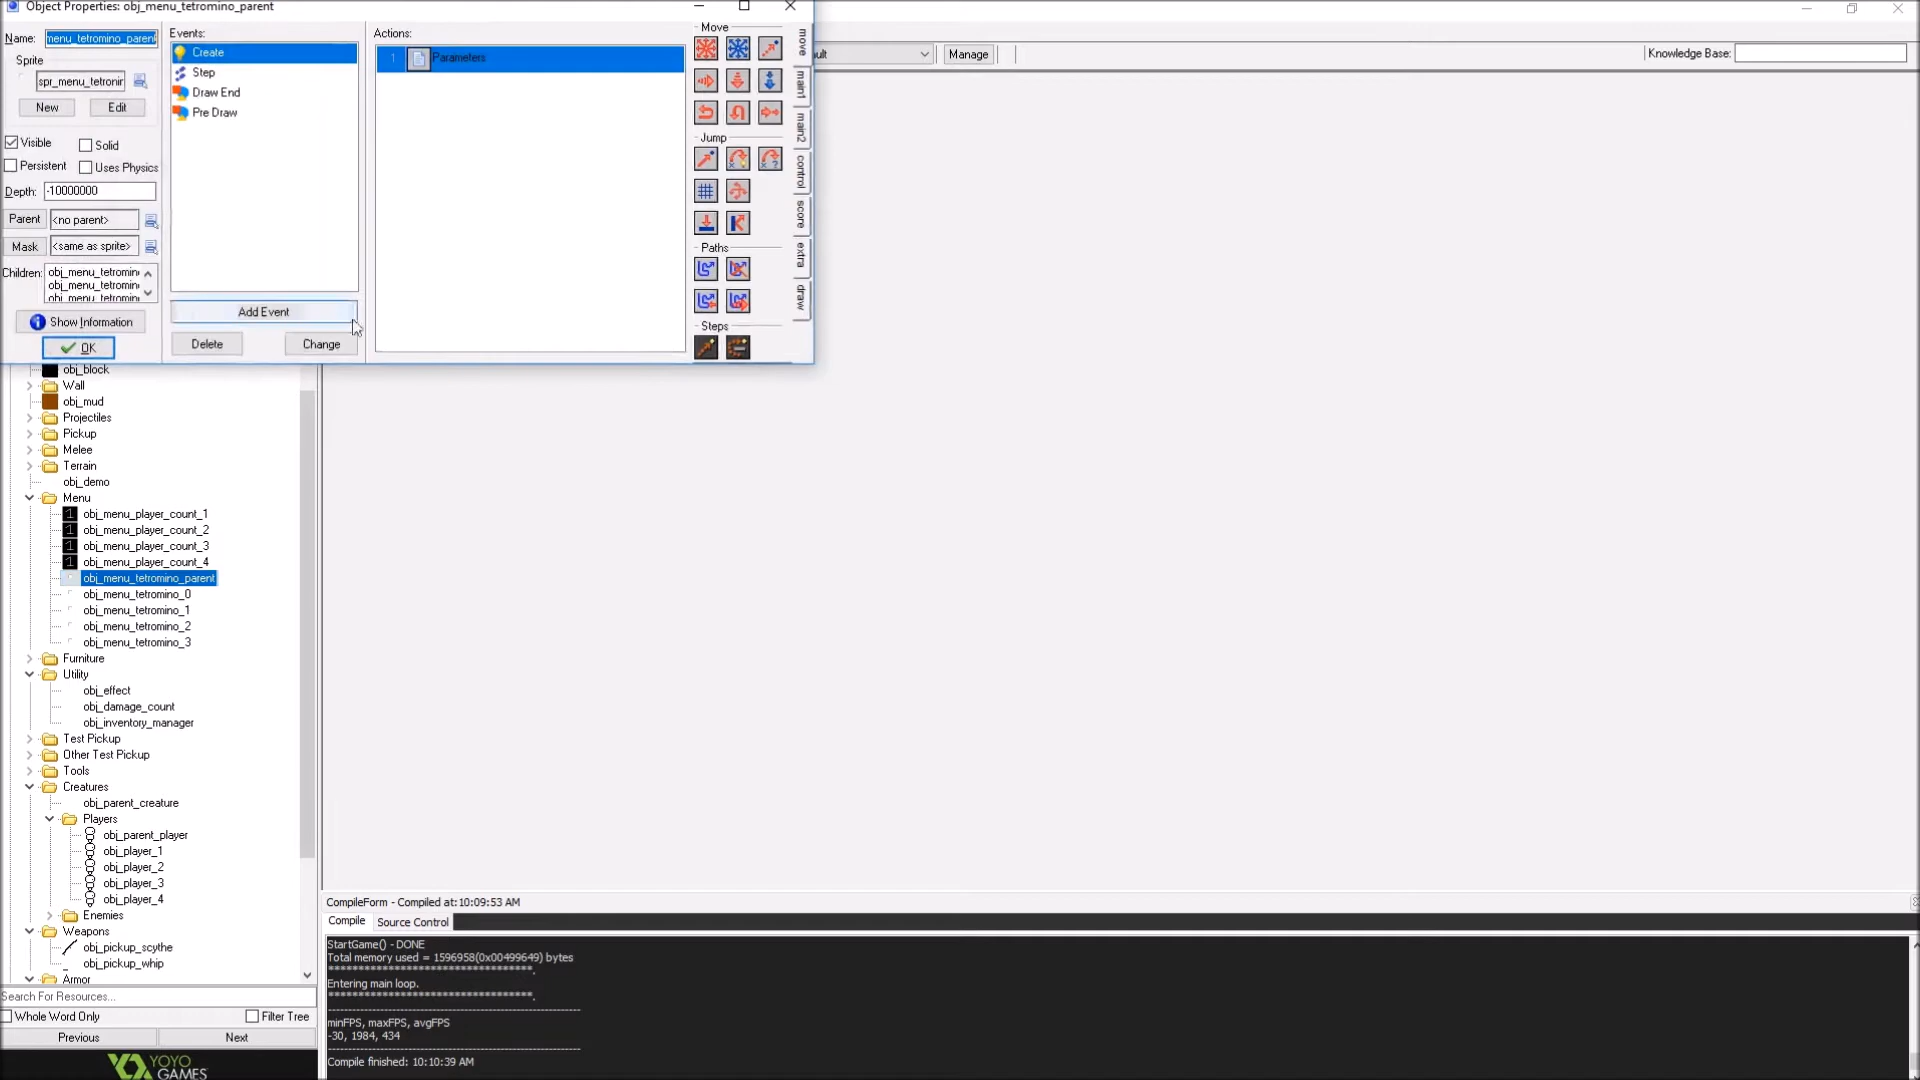 Object Properties: obj_menu_tetromino_parent
Name: menu_tetromino_parent
Sprite
spr_menu_tetromir
New Edit
Visible Solid
Persistent Uses Physics
Depth: -10000000
Parent <no parent>
Mask <same as sprite>
Children: obj_menu_tetromin
obj_menu_tetromin
obj_menu_tetromin
Show Information
OK
Events:
Create
Step
Draw End
Pre Draw
Add Event
Delete Change
Actions:
1 Parameters
Move
Jump
Paths
Steps
move
main1
main2
control
score
extra
draw
ult
Manage
Knowledge Base:
obj_block
Wall
obj_mud
Projectiles
Pickup
Melee
Terrain
obj_demo
Menu
obj_menu_player_count_1
obj_menu_player_count_2
obj_menu_player_count_3
obj_menu_player_count_4
obj_menu_tetromino_parent
obj_menu_tetromino_0
obj_menu_tetromino_1
obj_menu_tetromino_2
obj_menu_tetromino_3
Furniture
Utility
obj_effect
obj_damage_count
obj_inventory_manager
Test Pickup
Other Test Pickup
Tools
Creatures
obj_parent_creature
Players
obj_parent_player
obj_player_1
obj_player_2
obj_player_3
obj_player_4
Enemies
Weapons
obj_pickup_scythe
obj_pickup_whip
Armor
Search For Resources...
Whole Word Only Filter Tree
Previous Next
YOYO
GAMES
CompileForm - Compiled at:10:09:53 AM
Compile Source Control
StartGame() - DONE
Total memory used = 1596958(0x00499649) bytes
**********************************.
Entering main loop.
**********************************.
------------------------------------------------------------
minFPS, maxFPS, avgFPS
-30, 1984, 434
------------------------------------------------------------
Compile finished: 10:10:39 AM